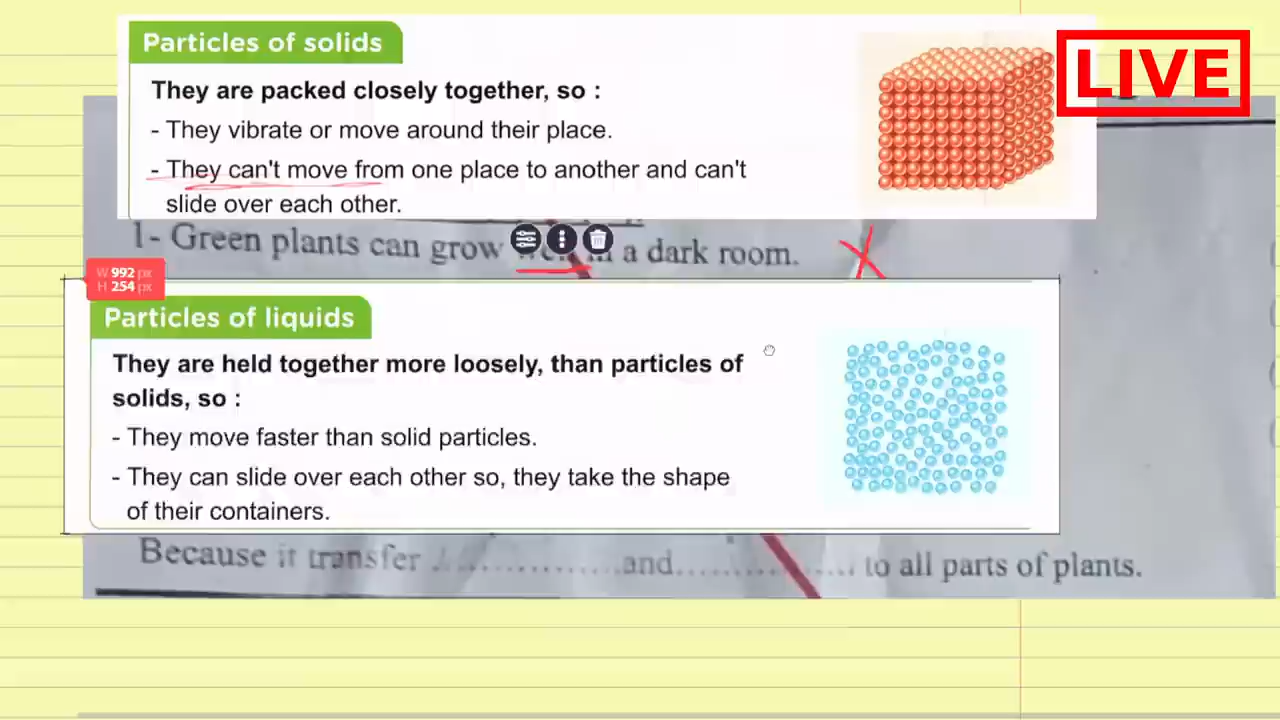 Particles of solids
LIVE
They are packed closely together, so :
- They vibrate or move around their place.
- They can't move from one place to another and can't
slide over each other.
1- Green plants can grow in a dark room.
W 992 px
H 254 px
Particles of liquids
They are held together more loosely, than particles of
solids, so :
- They move faster than solid particles.
- They can slide over each other so, they take the shape
of their containers.
Because it transfer ................and............... to all parts of plants.